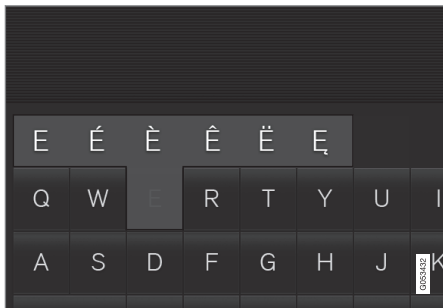 E É È Ê Ë Ę
Q W E R T Y U I
A S D F G H J K
G053432